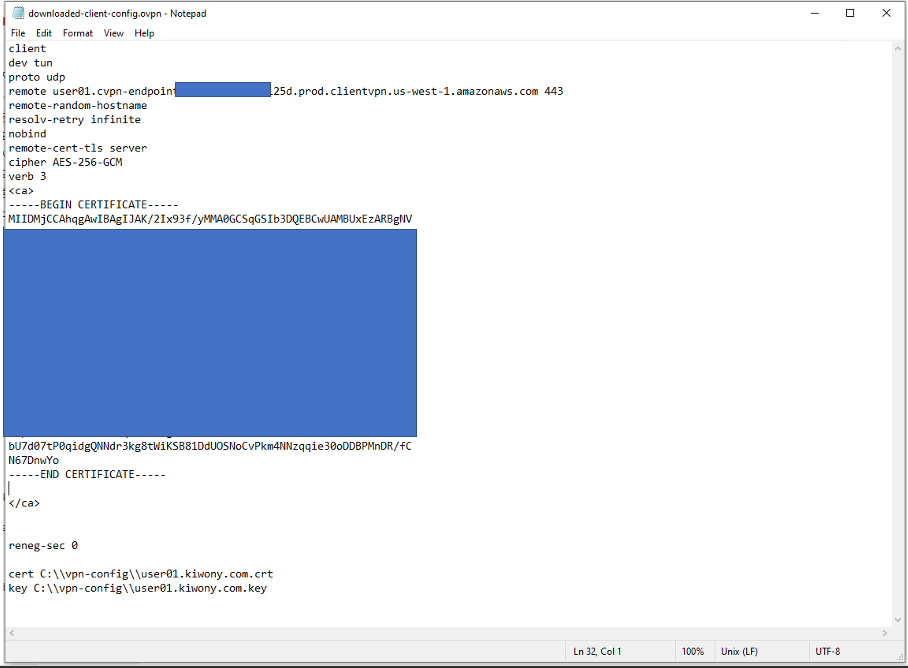 downloaded-client-config.ovpn - Notepad
File Edit Format View Help
client
dev tun
proto udp
remote user01.cvpn-endpoint 25d.prod.clientvpn.us-west-1.amazonaws.com 443
remote-random-hostname
resolv-retry infinite
nobind
remote-cert-tls server
cipher AES-256-GCM
verb 3
<ca>
-----BEGIN CERTIFICATE-----
MIIDMjCCAhqgAwIBAgIJAK/2Ix93f/yMMA0GCSqGSIb3DQEBCwUAMBUxEzARBgNV
bU7d07tP0qidgQNNdr3kg8tWiKSB81DdUOSNoCvPkm4NNzqqie30oDDBPMnDR/fC
N67DnwYo
-----END CERTIFICATE-----
</ca>
reneg-sec 0
cert C:\\vpn-config\\user01.kiwony.com.crt
key C:\\vpn-config\\user01.kiwony.com.key
Ln 32, Col 1 100% Unix (LF) UTF-8